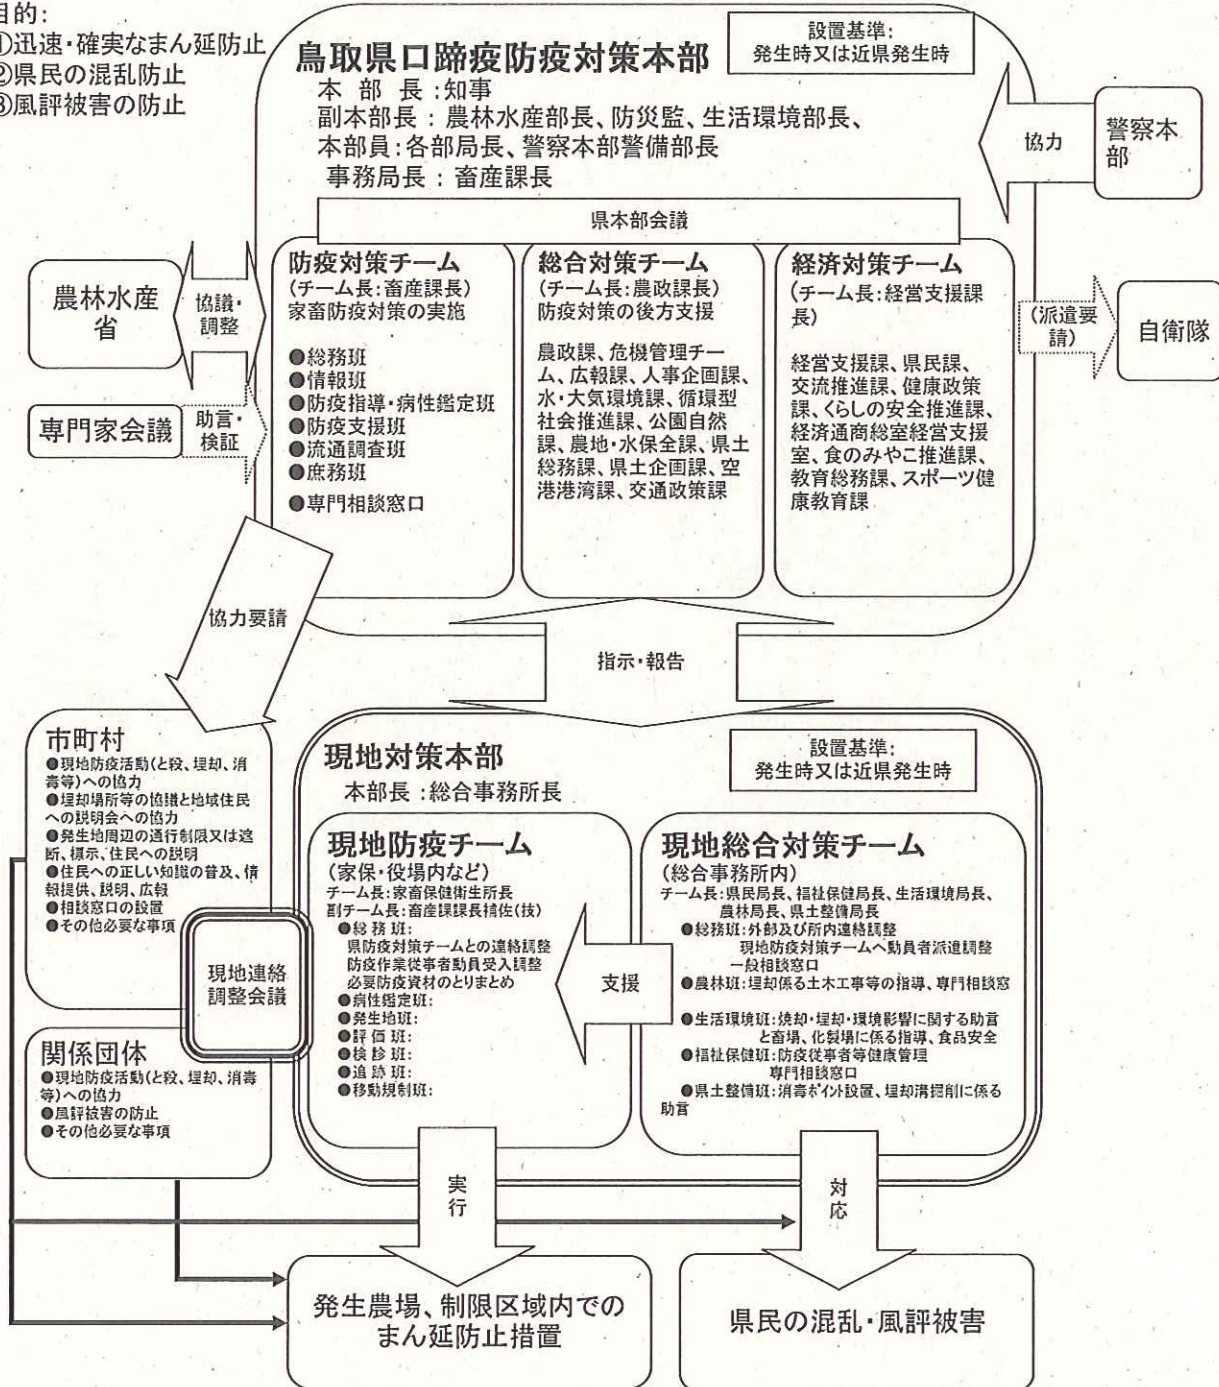 目的:
①迅速・確実なまん延防止
②県民の混乱防止
③風評被害の防止
鳥取県口蹄疫防疫対策本部
設置基準:
発生時又は近県発生時
本 部 長 :知事
副本部長 : 農林水産部長、防災監、生活環境部長、
本部員:各部局長、警察本部警備部長
事務局長 : 畜産課長
協力
警察本
部
県本部会議
農林水産
省
協議・
調整
専門家会議
助言・
検証
防疫対策チーム
(チーム長:畜産課長)
家畜防疫対策の実施
●総務班
●情報班
●防疫指導・病性鑑定班
●防疫支援班
●流通調査班
●庶務班
●専門相談窓口
総合対策チーム
(チーム長:農政課長)
防疫対策の後方支援
農政課、危機管理チー
ム、広報課、人事企画課、
水・大気環境課、循環型
社会推進課、公園自然
課、農地・水保全課、県土
総務課、県土企画課、空
港港湾課、交通政策課
経済対策チーム
(チーム長:経営支援課
長)
経営支援課、県民課、
交流推進課、健康政策
課、くらしの安全推進課、
経済通商総室経営支援
室、食のみやこ推進課、
教育総務課、スポーツ健
康教育課
(派遣要
請)
自衛隊
協力要請
指示・報告
市町村
●現地防疫活動(と殺、埋却、消
毒等)への協力
●埋却場所等の協議と地域住民
への説明会への協力
●発生地周辺の通行制限又は遮
断、標示、住民への説明
●住民への正しい知識の普及、情
報提供、説明、広報
●相談窓口の設置
●その他必要な事項
現地連絡
調整会議
関係団体
●現地防疫活動(と殺、埋却、消毒
等)への協力
●風評被害の防止
●その他必要な事項
現地対策本部
設置基準:
発生時又は近県発生時
本部長 : 総合事務所長
現地防疫チーム
(家保・役場内など)
チーム長:家畜保健衛生所長
副チーム長:畜産課課長補佐(技)
●総 務 班:
県防疫対策チームとの連絡調整
防疫作業従事者動員受入調整
必要防疫資材のとりまとめ
●病性鑑定班:
●発生地班:
●評 価 班:
●検 診 班:
●追 跡 班:
●移動規制班:
支援
現地総合対策チーム
(総合事務所内)
チーム長:県民局長、福祉保健局長、生活環境局長、
農林局長、県土整備局長
●総務班:外部及び所内連絡調整
現地防疫対策チームへ動員者派遣調整
一般相談窓口
●農林班:埋却係る土木工事等の指導、専門相談窓
●生活環境班:焼却・埋却・環境影響に関する助言
と畜場、化製場に係る指導、食品安全
●福祉保健班:防疫従事者等健康管理
専門相談窓口
●県土整備班:消毒ポイント設置、埋却溝掘削に係る
助言
実
行
対
応
発生農場、制限区域内での
まん延防止措置
県民の混乱・風評被害